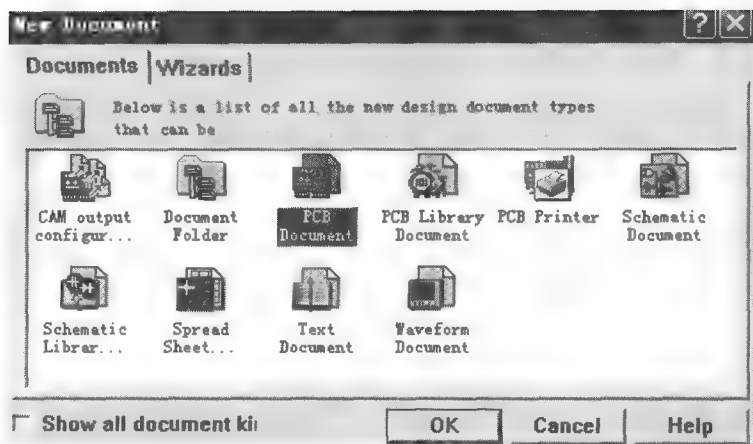 New Document
Documents Wizards
Below is a list of all the new design document types
that can be
CAM output
configur...
Document
Folder
PCB
Document
PCB Library
Document
PCB Printer
Schematic
Document
Schematic
Librar...
Spread
Sheet...
Text
Document
Waveform
Document
Show all document ki
OK Cancel Help